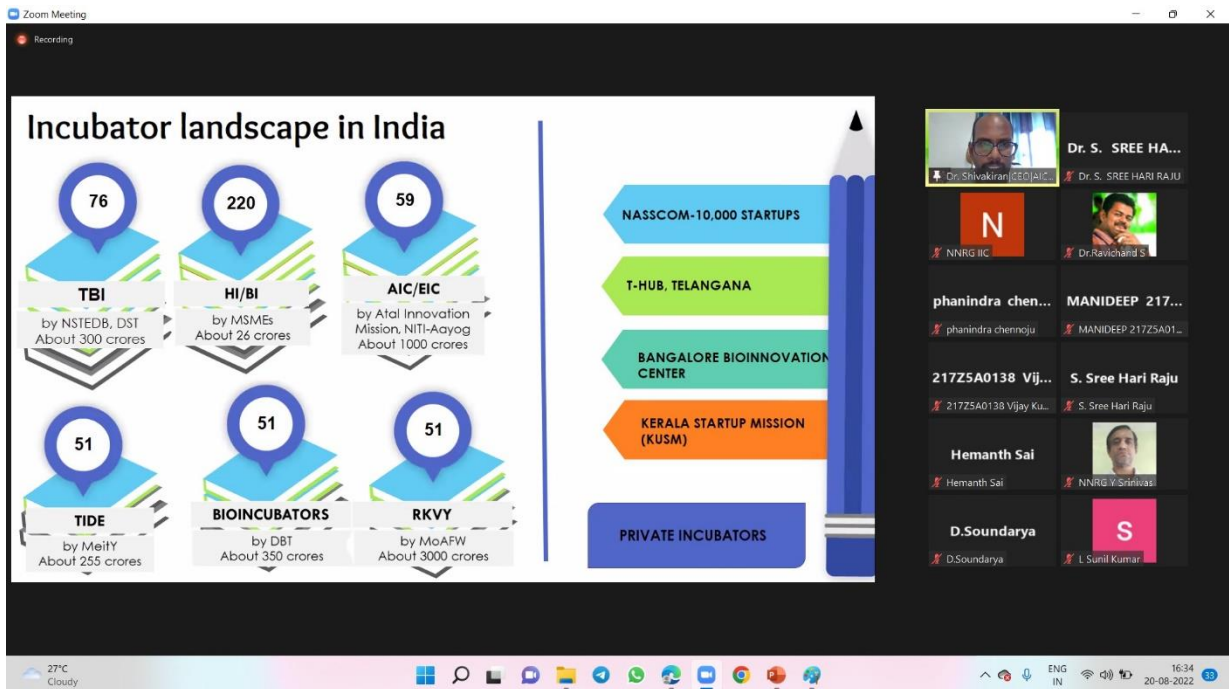 Zoom Meeting
Recording
Incubator landscape in India
76
TBI
by NSTEDB, DST
About 300 crores
220
HI/BI
by MSMEs
About 26 crores
59
AIC/EIC
by Atal Innovation
Mission, NITI-Aayog
About 1000 crores
51
TIDE
by MeitY
About 255 crores
51
BIOINCUBATORS
by DBT
About 350 crores
51
RKVY
by MoAFW
About 3000 crores
NASSCOM-10,000 STARTUPS
T-HUB, TELANGANA
BANGALORE BIOINNOVATION
CENTER
KERALA STARTUP MISSION
(KUSM)
PRIVATE INCUBATORS
Dr. Shivakiran|CEO|AIC...
Dr. S. SREE HA...
Dr. S. SREE HARI RAJU
N
NNRG IIC
Dr.Ravichand S
phanindra chen...
phanindra chennoju
MANIDEEP 217...
MANIDEEP 217Z5A01...
217Z5A0138 Vij...
217Z5A0138 Vijay Ku...
S. Sree Hari Raju
S. Sree Hari Raju
Hemanth Sai
Hemanth Sai
NNRG Y Srinivas
D.Soundarya
D.Soundarya
S
L Sunil Kumar
27°C
Cloudy
ENG
IN
16:34
20-08-2022
33